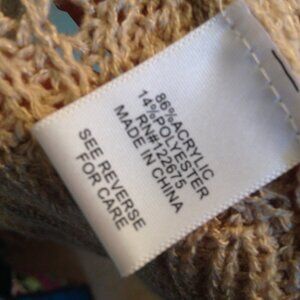 86%ACRYLIC
14%POLYESTER
RN#122675
MADE IN CHINA
SEE REVERSE
FOR CARE